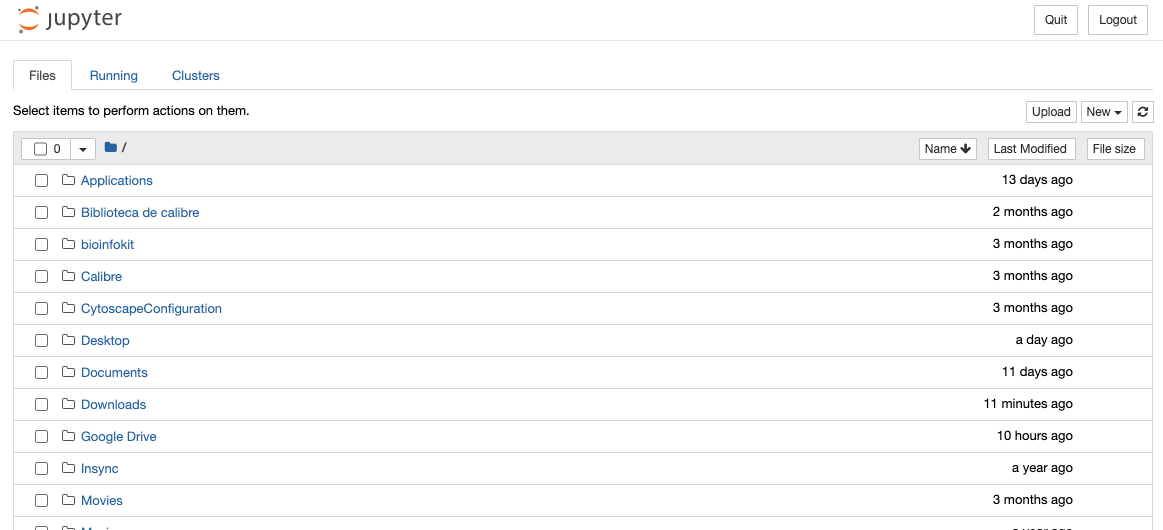 jupyter
Quit Logout
Files Running Clusters
Select items to perform actions on them.
Upload New
0 / Name Last Modified File size
Applications 13 days ago
Biblioteca de calibre 2 months ago
bioinfokit 3 months ago
Calibre 3 months ago
CytoscapeConfiguration 3 months ago
Desktop a day ago
Documents 11 days ago
Downloads 11 minutes ago
Google Drive 10 hours ago
Insync a year ago
Movies 3 months ago